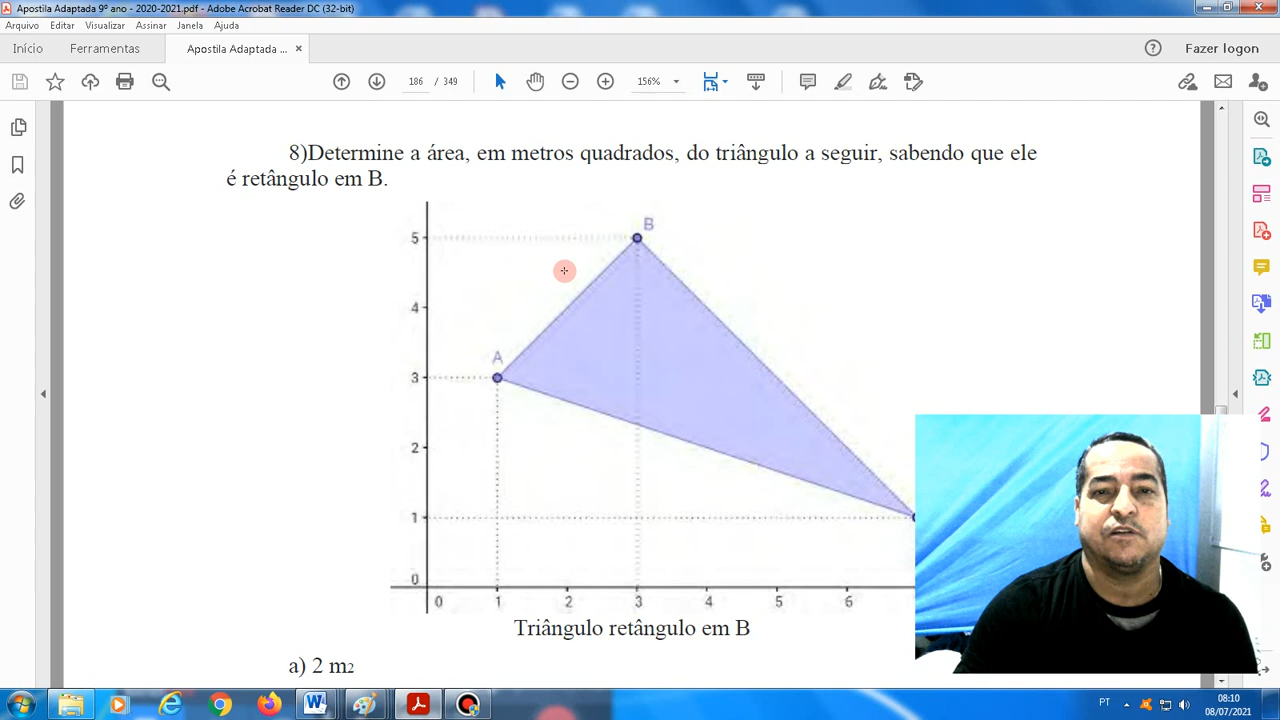 Apostila Adaptada 9º ano - 2020-2021.pdf - Adobe Acrobat Reader DC (32-bit)
Arquivo Editar Visualizar Assinar Janela Ajuda
Início Ferramentas Apostila Adaptada ... × Fazer logon
186 / 349 156%
8)Determine a área, em metros quadrados, do triângulo a seguir, sabendo que ele
é retângulo em B.
B
5
4
A
3
2
1
0
0 1 2 3 4 5 6
Triângulo retângulo em B
a) 2 m2
PT 08:10
08/07/2021